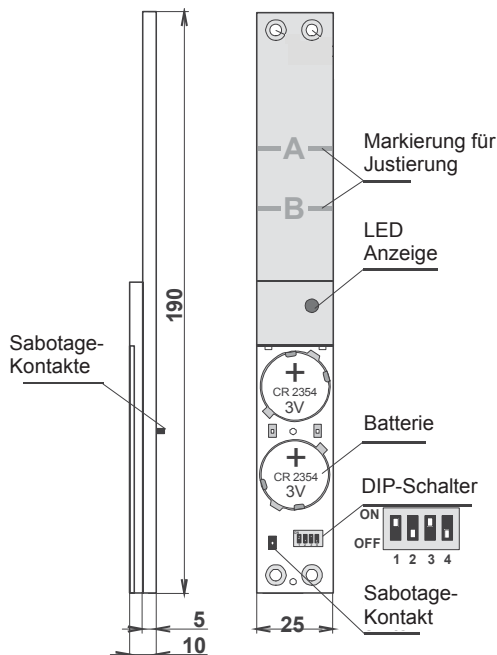 A
B
Markierung für
Justierung
LED
Anzeige
190
Sabotage-
Kontakte
+
CR 2354
3V
Batterie
+
CR 2354
3V
DIP-Schalter
ON
OFF
1 2 3 4
Sabotage-
Kontakt
5
10
25